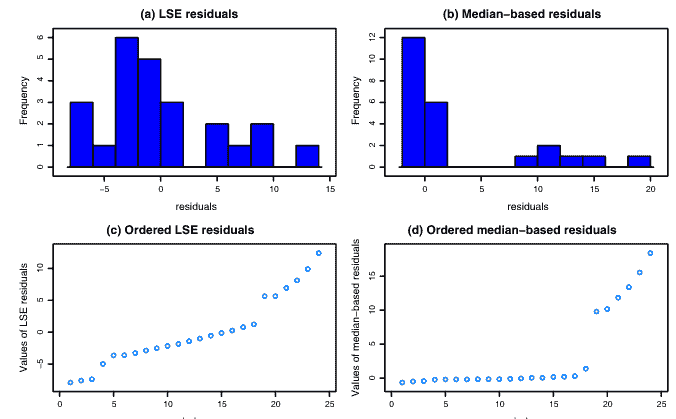 (a) LSE residuals
Frequency
0 1 2 3 4 5 6
−5 0 5 10 15
residuals
(b) Median−based residuals
Frequency
0 2 4 6 8 10 12
0 5 10 15 20
residuals
(c) Ordered LSE residuals
Values of LSE residuals
−5 0 5 10
0 5 10 15 20 25
(d) Ordered median−based residuals
Values of median−based residuals
0 5 10 15
0 5 10 15 20 25